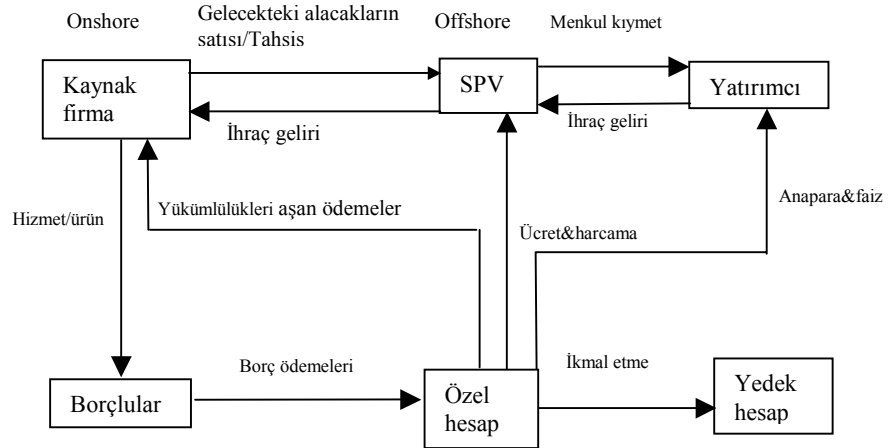 Onshore
Gelecekteki alacakların
satısı/Tahsis
Offshore
Menkul kıymet
Kaynak
firma
SPV
Yatırımcı
İhraç geliri
İhraç geliri
Hizmet/ürün
Yükümlülükleri aşan ödemeler
Ücret&harcama
Anapara&faiz
Borçlular
Borç ödemeleri
Özel
hesap
İkmal etme
Yedek
hesap